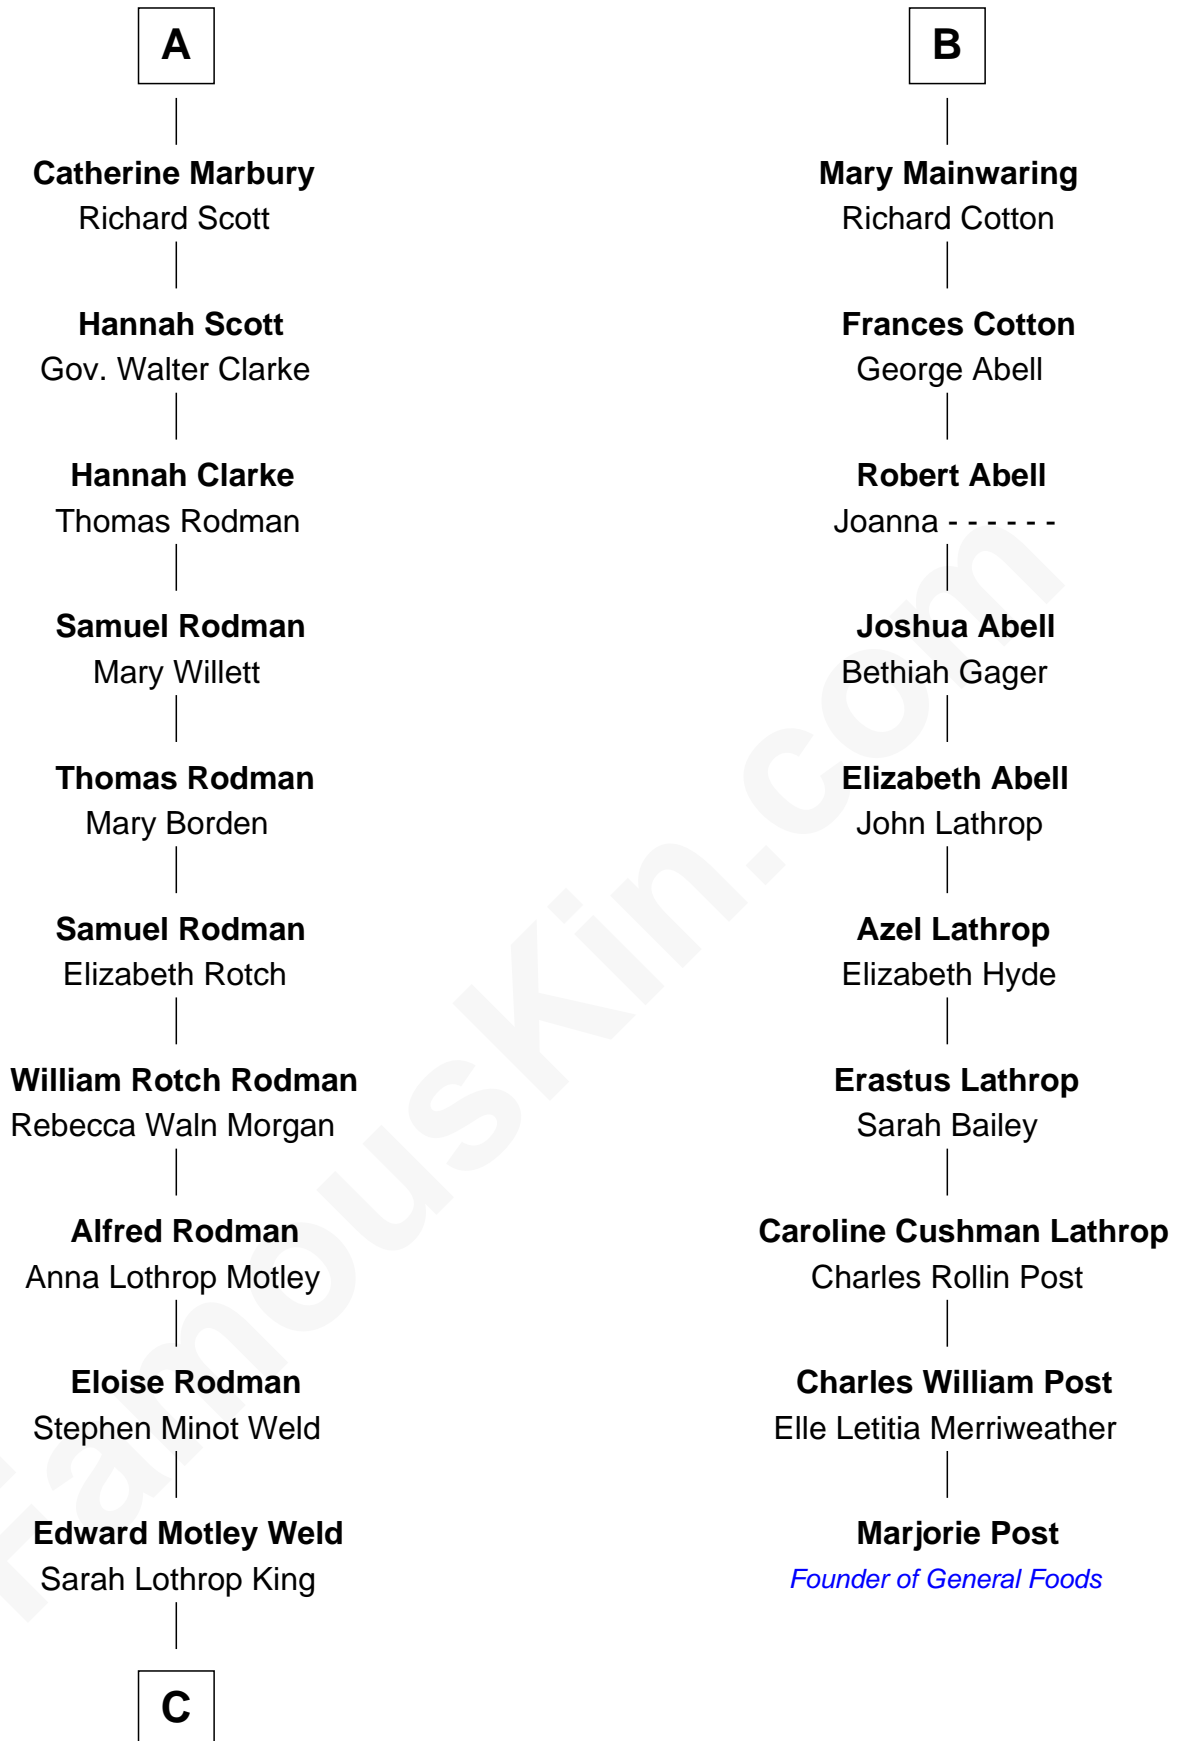 A
Catherine Marbury
Richard Scott
Hannah Scott
Gov. Walter Clarke
Hannah Clarke
Thomas Rodman
Samuel Rodman
Mary Willett
Thomas Rodman
Mary Borden
Samuel Rodman
Elizabeth Rotch
William Rotch Rodman
Rebecca Waln Morgan
Alfred Rodman
Anna Lothrop Motley
Eloise Rodman
Stephen Minot Weld
Edward Motley Weld
Sarah Lothrop King
C
B
Mary Mainwaring
Richard Cotton
Frances Cotton
George Abell
Robert Abell
Joanna - - - - - -
Joshua Abell
Bethiah Gager
Elizabeth Abell
John Lathrop
Azel Lathrop
Elizabeth Hyde
Erastus Lathrop
Sarah Bailey
Caroline Cushman Lathrop
Charles Rollin Post
Charles William Post
Elle Letitia Merriweather
Marjorie Post
Founder of General Foods
FamousKin.com